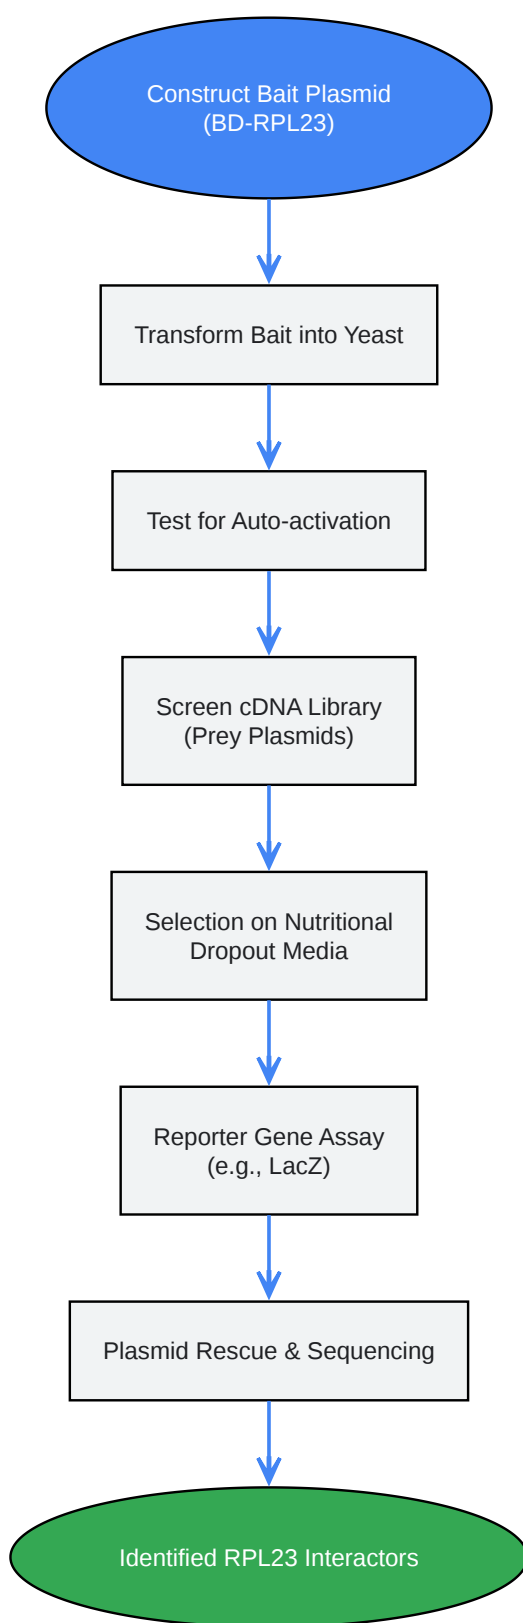 Construct Bait Plasmid
(BD-RPL23)
Transform Bait into Yeast
Test for Auto-activation
Screen cDNA Library
(Prey Plasmids)
Selection on Nutritional
Dropout Media
Reporter Gene Assay
(e.g., LacZ)
Plasmid Rescue & Sequencing
Identified RPL23 Interactors